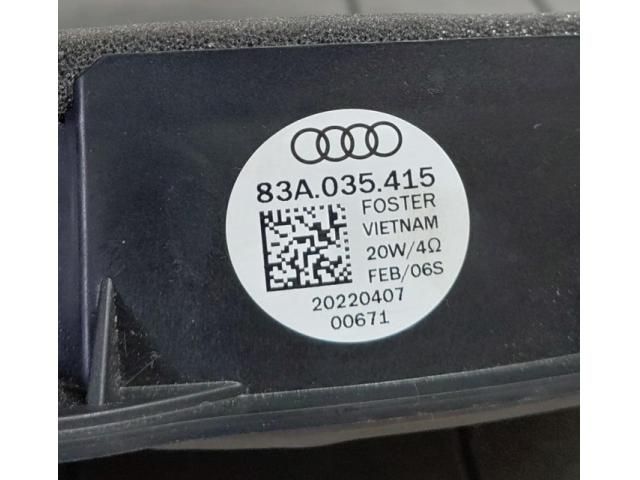 83A.035.415
FOSTER
VIETNAM
20W/4Ω
FEB/06S
20220407
00671